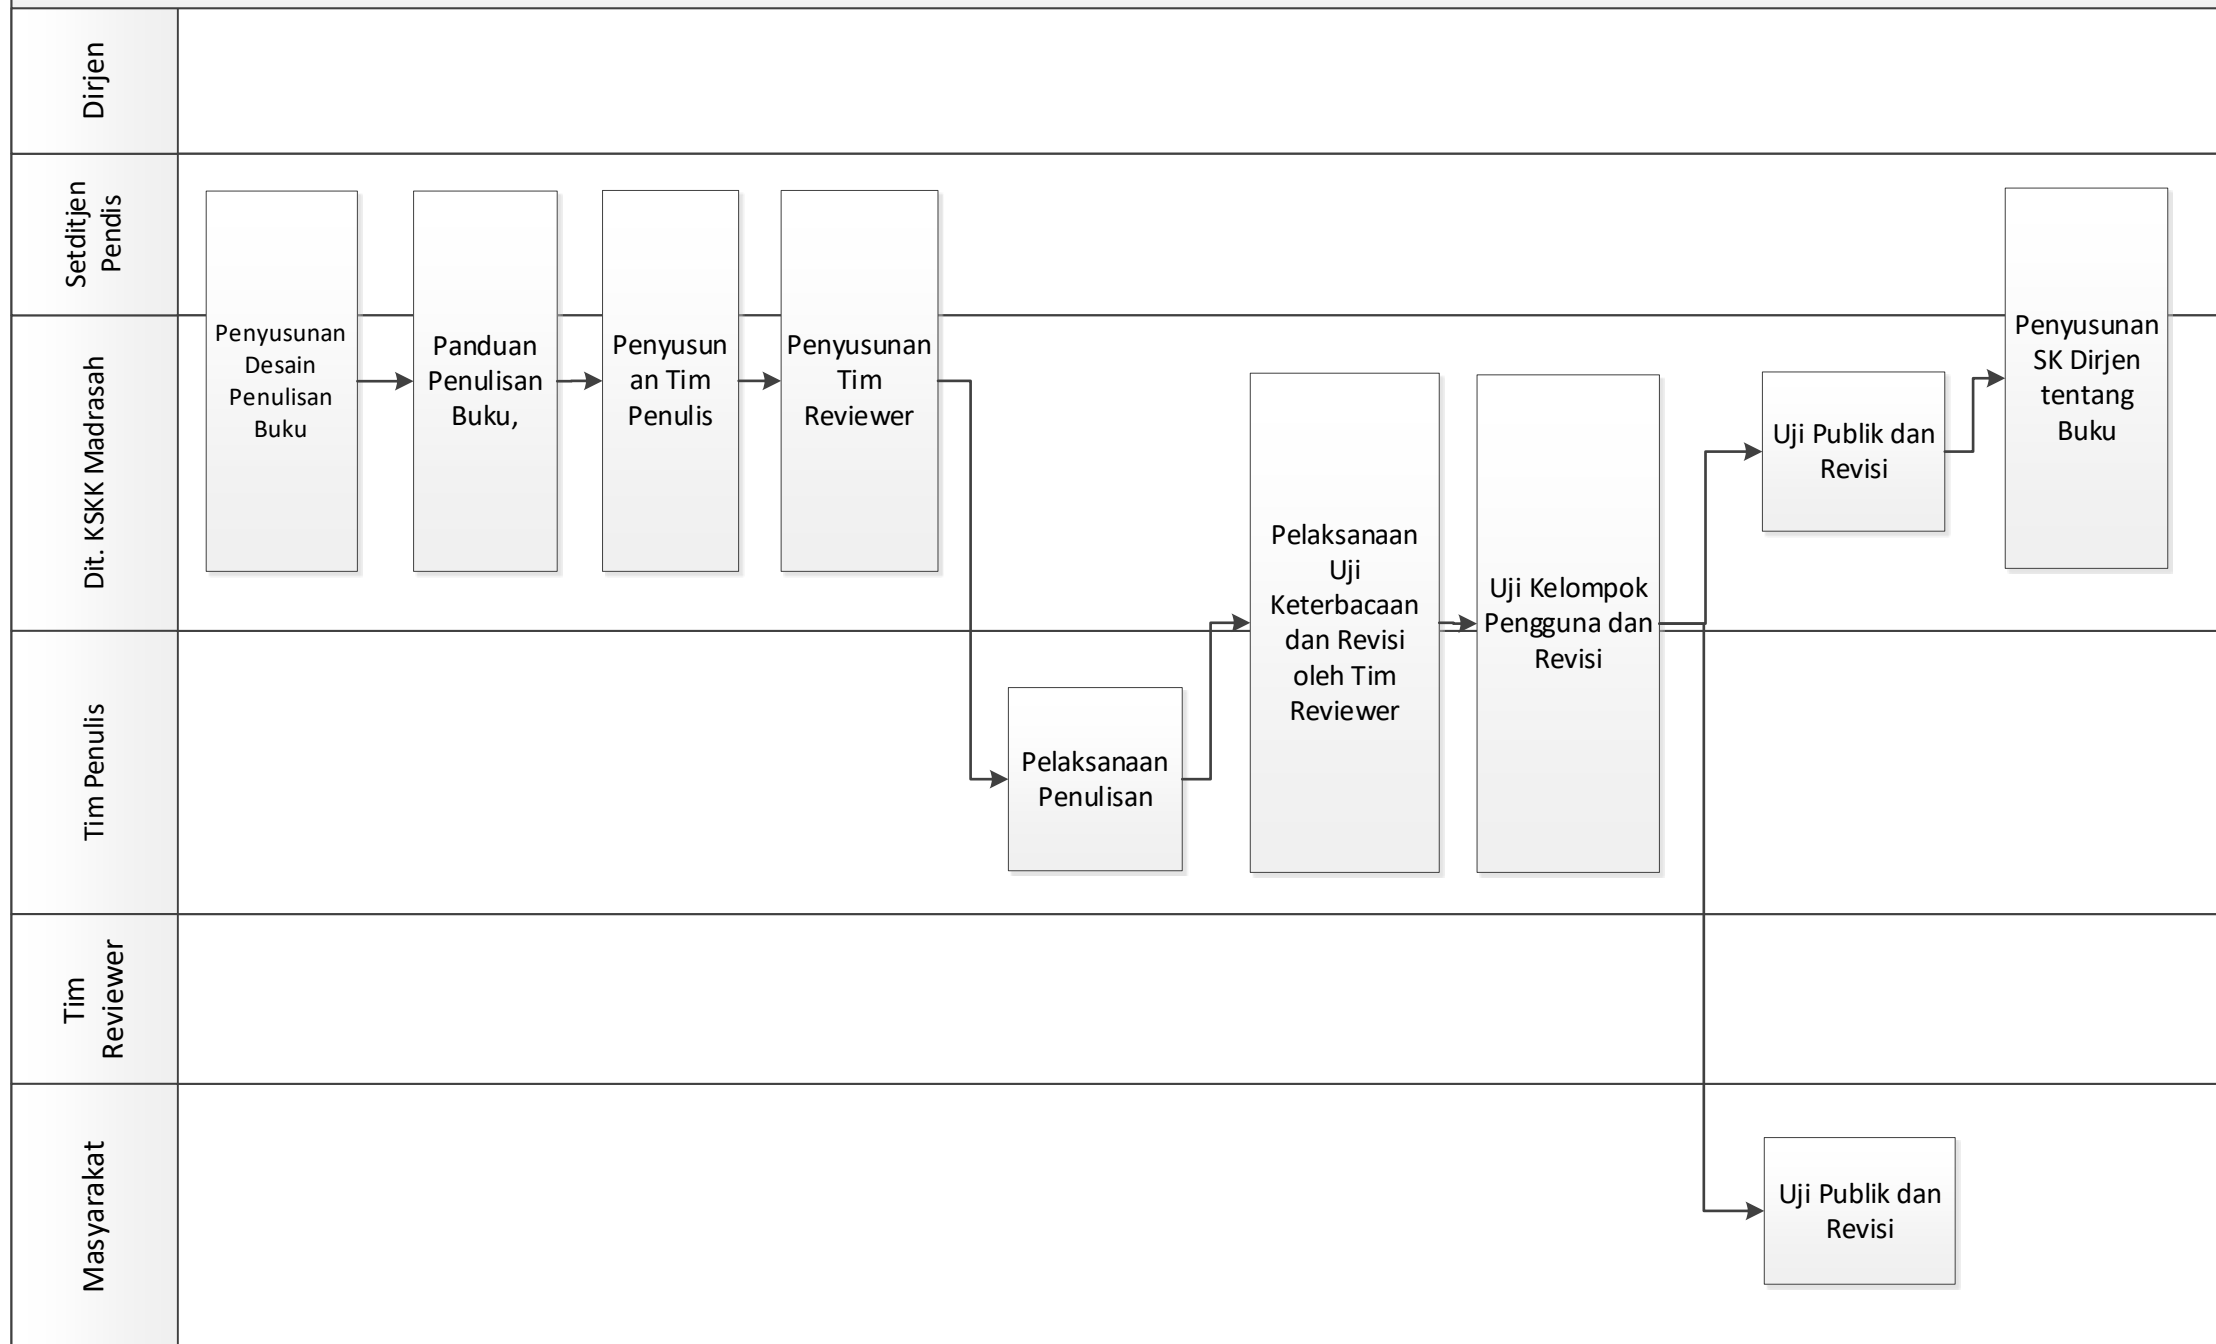 Dirjen
Setditjen
Pendis
Penyusunan
Desain
Penulisan
Buku
Panduan
Penulisan
Buku,
Penyusun
an Tim
Penulis
Penyusunan
Tim
Reviewer
Penyusunan
SK Dirjen
tentang
Buku
Dit. KSKK Madrasah
Pelaksanaan
Uji
Keterbacaan
dan Revisi
oleh Tim
Reviewer
Uji Kelompok
Pengguna dan
Revisi
Uji Publik dan
Revisi
Tim Penulis
Pelaksanaan
Penulisan
Tim
Reviewer
Masyarakat
Uji Publik dan
Revisi